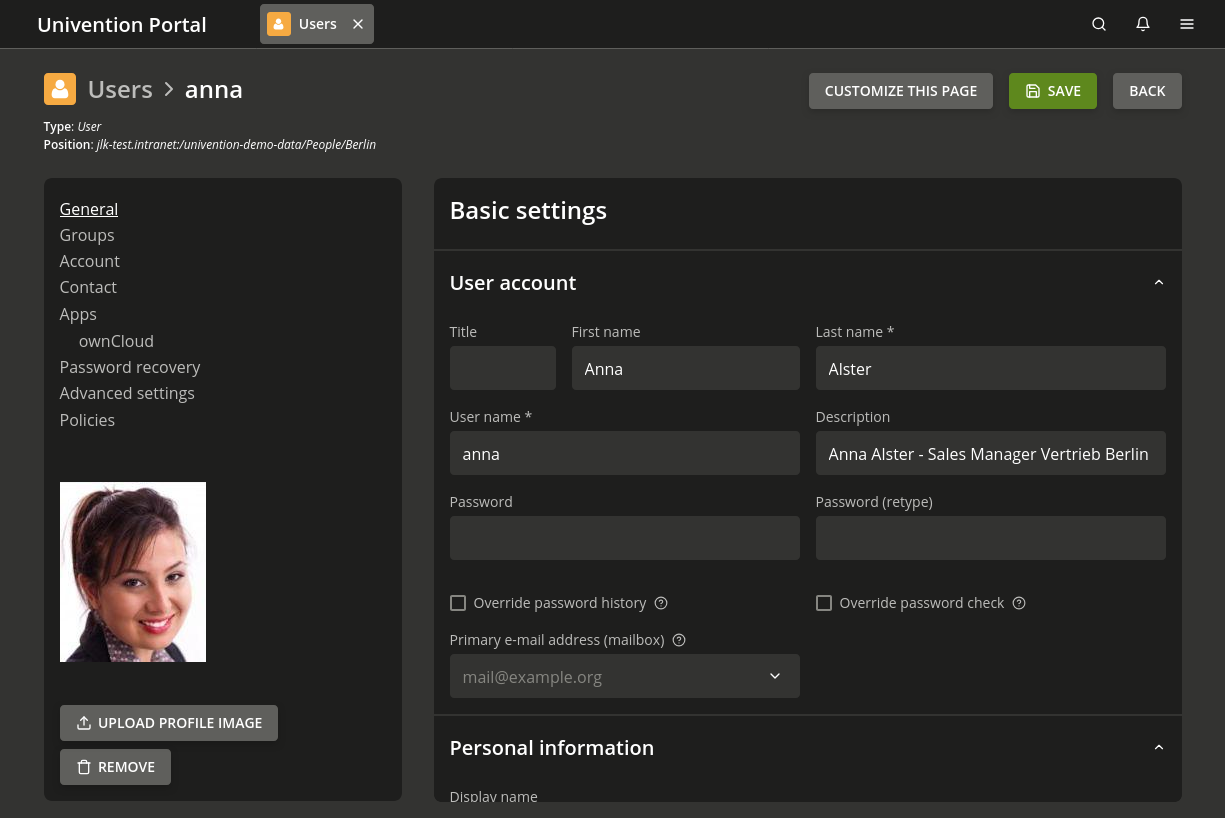 Univention Portal
Users
Users > anna
CUSTOMIZE THIS PAGE
SAVE
BACK
Type: User
Position: jlk-test.intranet:/univention-demo-data/People/Berlin
General
Groups
Account
Contact
Apps
ownCloud
Password recovery
Advanced settings
Policies
UPLOAD PROFILE IMAGE
REMOVE
Basic settings
User account
Title
First name
Last name *
Anna
Alster
User name *
Description
anna
Anna Alster - Sales Manager Vertrieb Berlin
Password
Password (retype)
Override password history
Override password check
Primary e-mail address (mailbox)
mail@example.org
Personal information
Display name